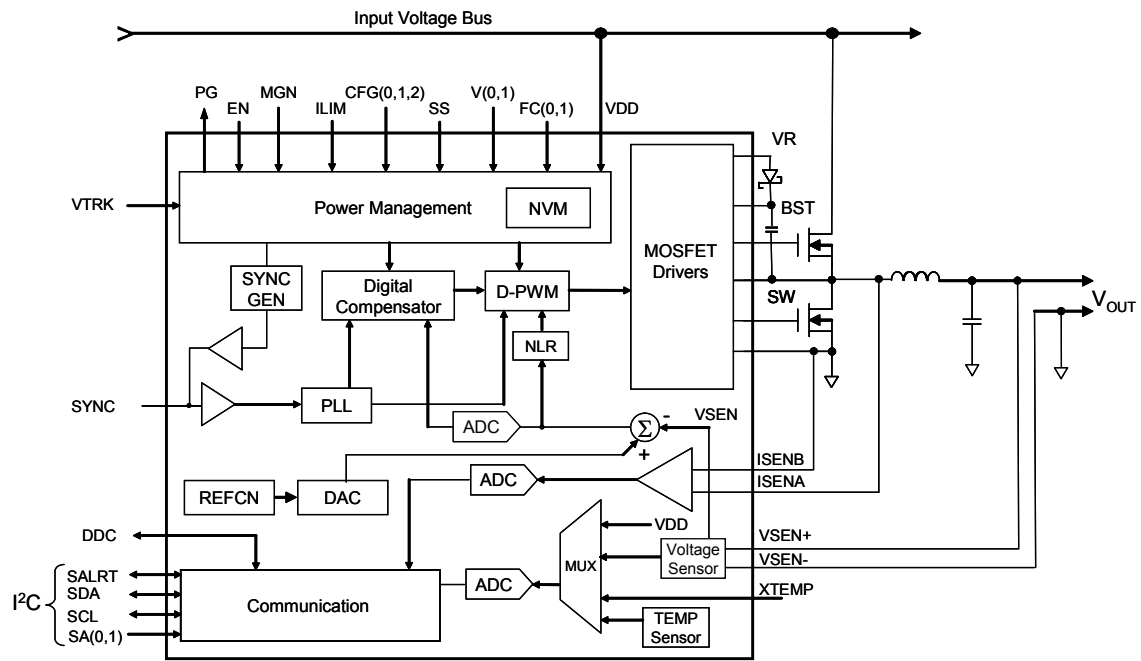 Input Voltage Bus
PG
EN
MGN
ILIM
CFG(0,1,2)
SS
V(0,1)
FC(0,1)
VDD
VR
VTRK
Power Management
NVM
BST
MOSFET
Drivers
SYNC
GEN
Digital
Compensator
D-PWM
SW
VOUT
NLR
SYNC
PLL
ADC
Σ
-
+
VSEN
ISENB
ISENA
ADC
REFCN
DAC
DDC
VDD
VSEN+
VSEN-
Voltage
Sensor
MUX
I²C
SALRT
SDA
SCL
SA(0,1)
Communication
ADC
XTEMP
TEMP
Sensor